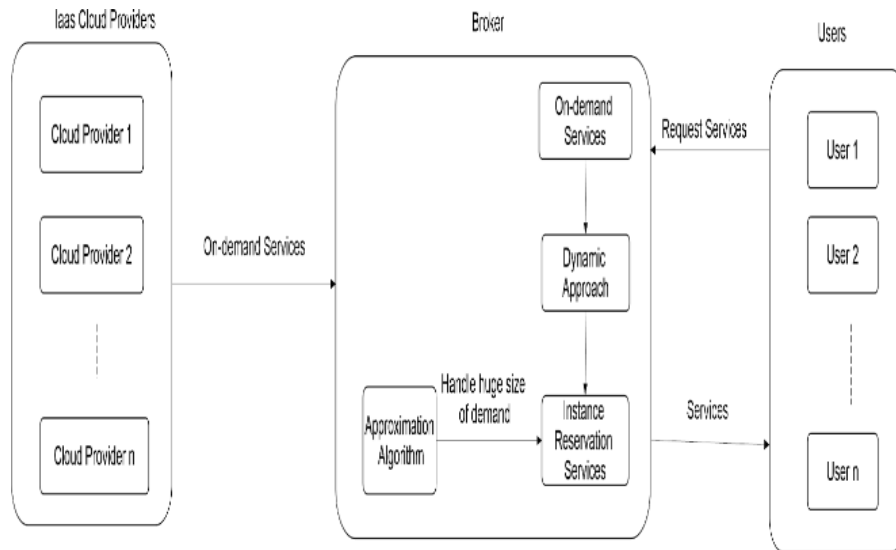 Iaas Cloud Providers
Cloud Provider 1
Cloud Provider 2
Cloud Provider n
On-demand Services
Broker
On-demand
Services
Dynamic
Approach
Approximation
Algorithm
Handle huge size
of demand
Instance
Reservation
Services
Request Services
Services
Users
User 1
User 2
User n